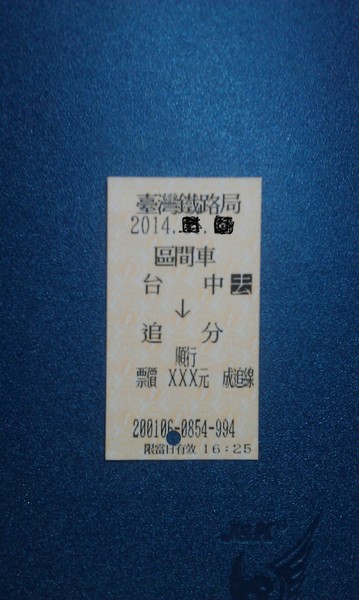 臺灣鐵路局
2014.
區間車
台 中 去
↓
追 分
順行
票價 XXX元 成追線
200106-0854-994
限當日有效 16:25